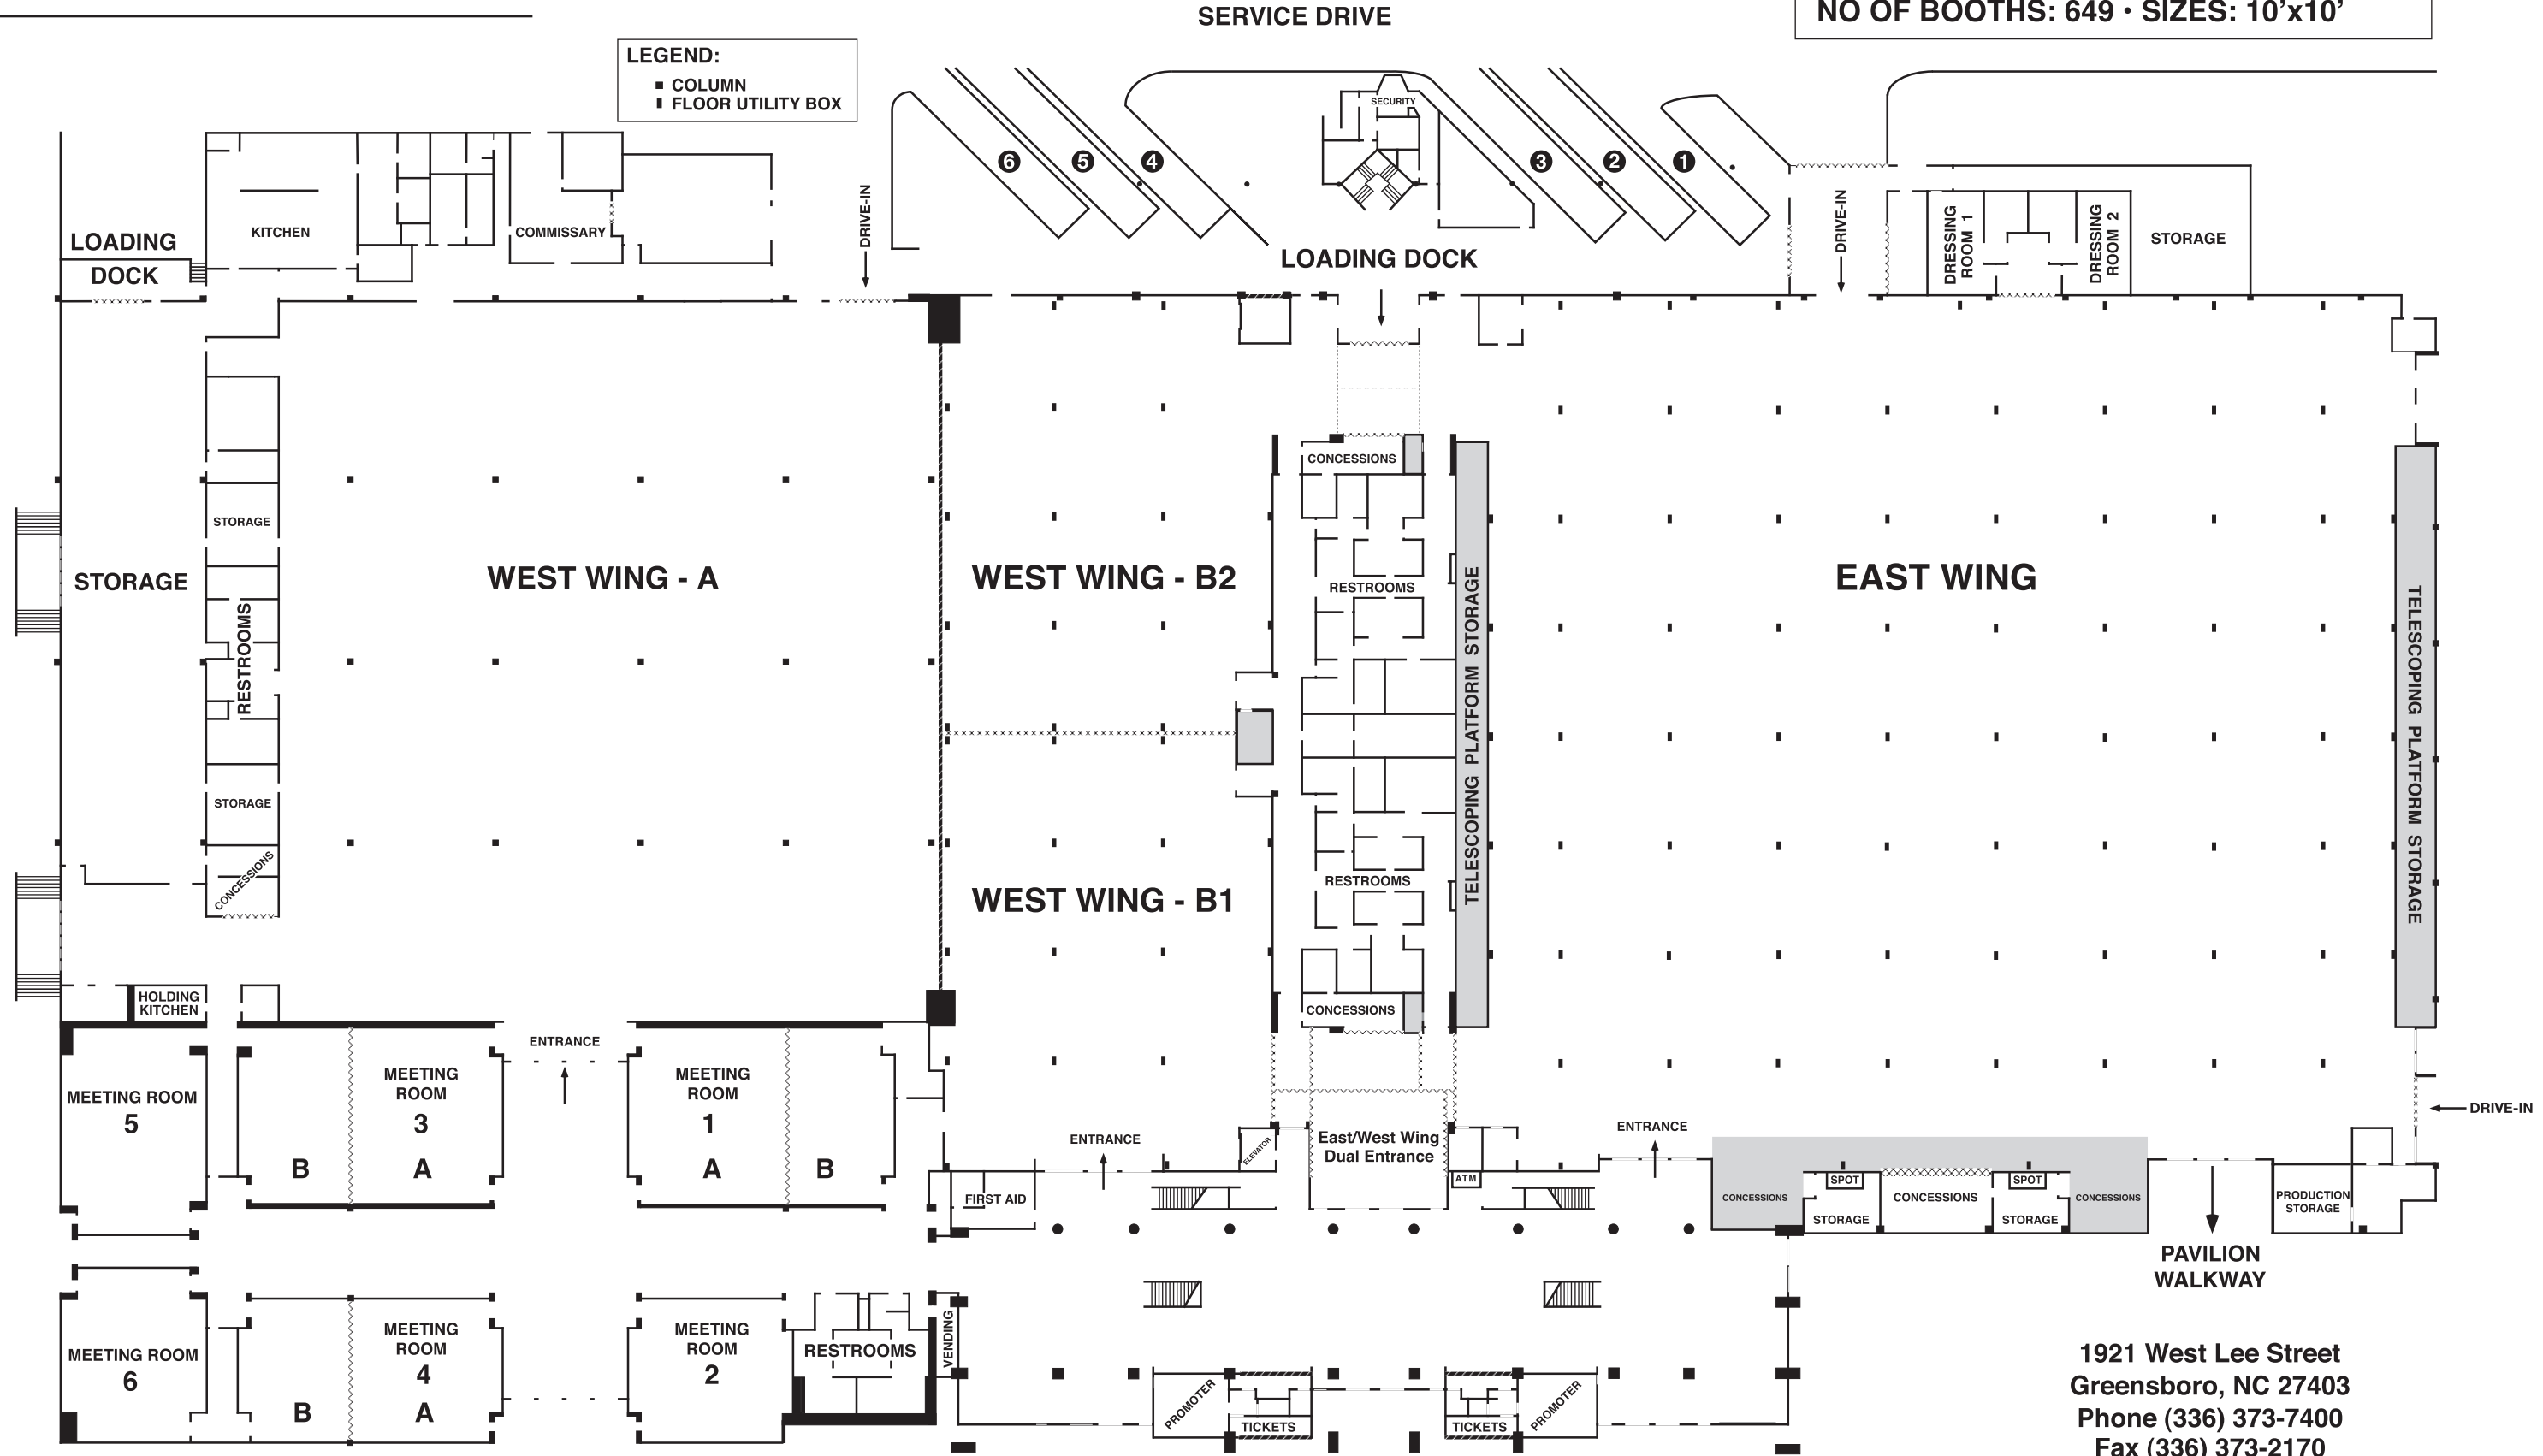 SERVICE DRIVE
NO OF BOOTHS: 649 • SIZES: 10'x10'
LEGEND:
COLUMN
FLOOR UTILITY BOX
SECURITY
6
5
4
3
2
1
DRIVE-IN
DRIVE-IN
KITCHEN
COMMISSARY
LOADING
DOCK
LOADING DOCK
DRESSING
ROOM 1
DRESSING
ROOM 2
STORAGE
CONCESSIONS
STORAGE
STORAGE
WEST WING - A
WEST WING - B2
RESTROOMS
EAST WING
RESTROOMS
TELESCOPING PLATFORM STORAGE
TELESCOPING PLATFORM STORAGE
STORAGE
CONCESSIONS
WEST WING - B1
RESTROOMS
HOLDING
KITCHEN
CONCESSIONS
ENTRANCE
MEETING ROOM
5
MEETING
ROOM
3
B
A
MEETING
ROOM
1
A
B
ENTRANCE
ELEVATOR
East/West Wing
Dual Entrance
ENTRANCE
DRIVE-IN
FIRST AID
ATM
CONCESSIONS
SPOT
STORAGE
CONCESSIONS
SPOT
STORAGE
CONCESSIONS
PRODUCTION
STORAGE
PAVILION
WALKWAY
MEETING ROOM
6
MEETING
ROOM
4
B
A
MEETING
ROOM
2
RESTROOMS
VENDING
PROMOTER
TICKETS
TICKETS
PROMOTER
1921 West Lee Street
Greensboro, NC 27403
Phone (336) 373-7400
Fax (336) 373-2170